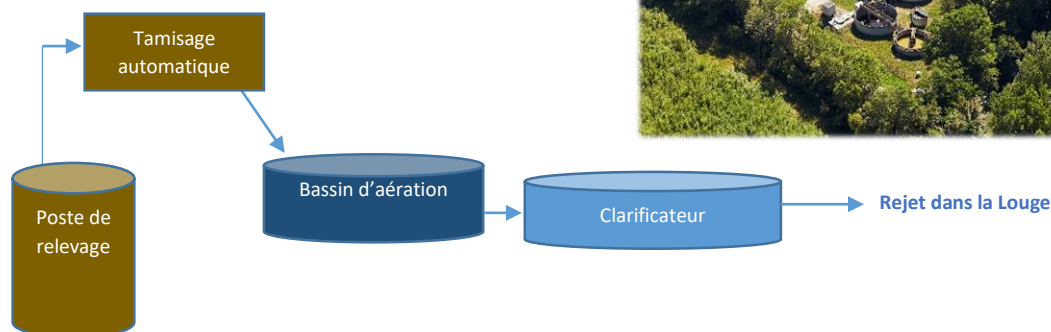 Tamisage
automatique
Poste de
relevage
Bassin d'aération
Clarificateur
Rejet dans la Louge